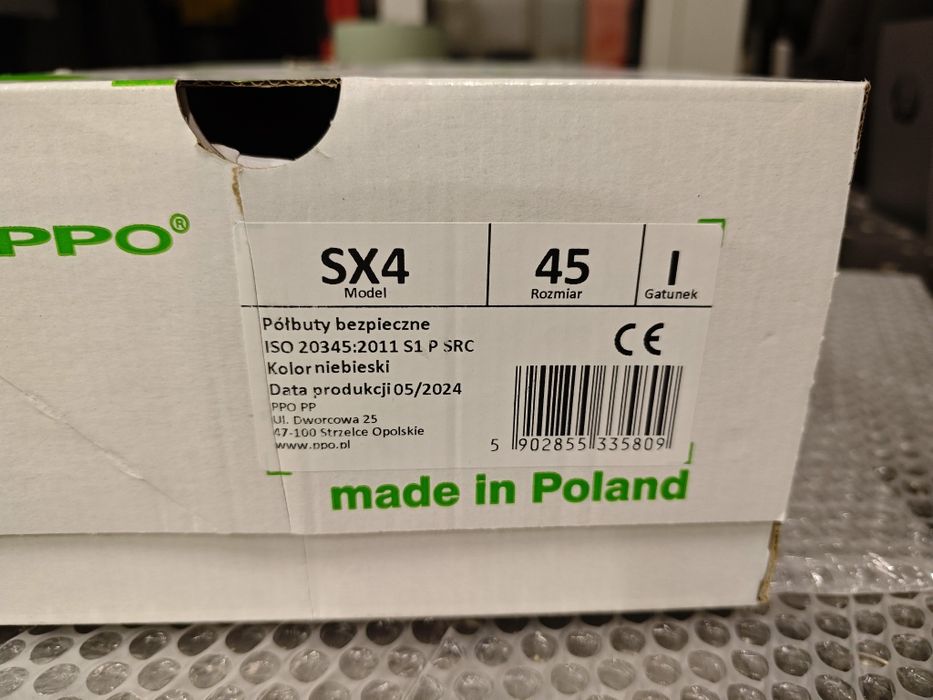 PPO®
SX4
Model
45
Rozmiar
I
Gatunek
Półbuty bezpieczne
ISO 20345:2011 S1 P SRC
Kolor niebieski
Data produkcji 05/2024
PPO PP
Ul. Dworcowa 25
47-100 Strzelce Opolskie
www.ppo.pl
CE
5 902855 335809
made in Poland